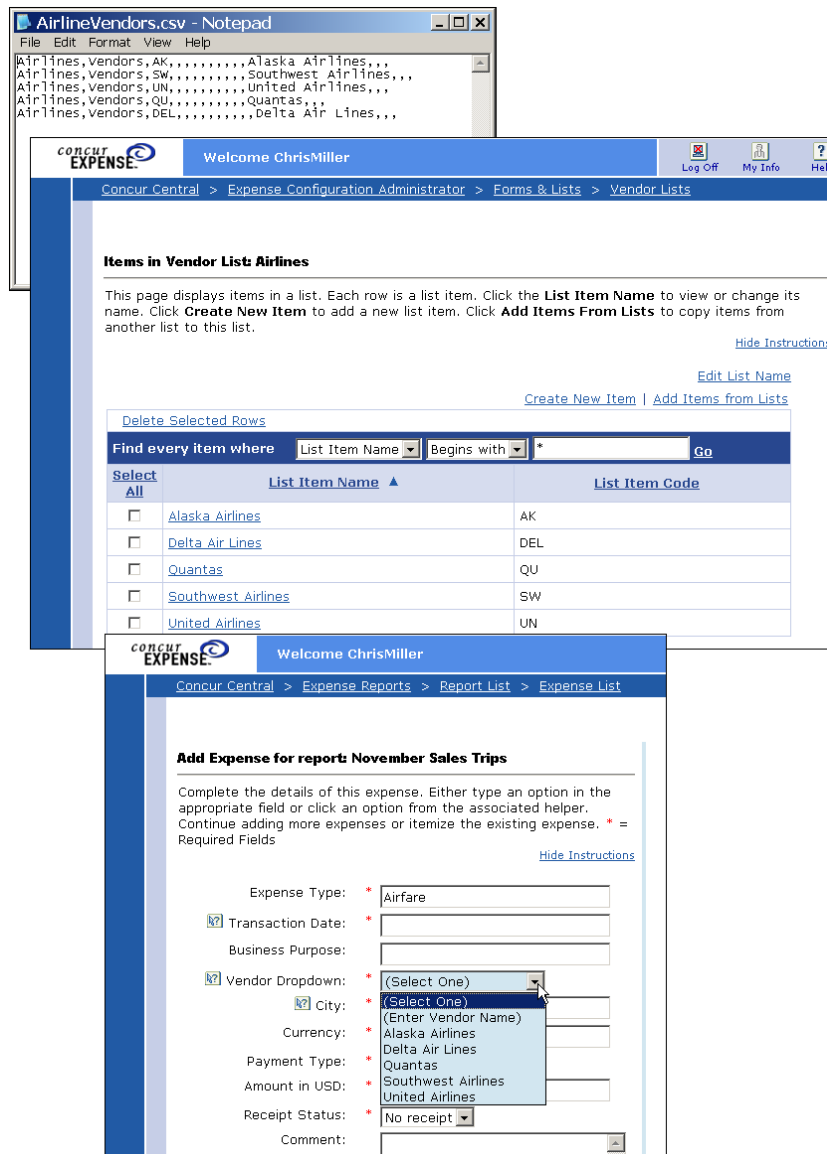 AirlineVendors.csv - Notepad
File Edit Format View Help
Airlines,Vendors,AK,,,,,,,,,,Alaska Airlines,,,
Airlines,Vendors,SW,,,,,,,,,,Southwest Airlines,,,
Airlines,Vendors,UN,,,,,,,,,,United Airlines,,,
Airlines,Vendors,QU,,,,,,,,,,Quantas,,,
Airlines,Vendors,DEL,,,,,,,,,,Delta Air Lines,,,
concur
EXPENSE.
Welcome ChrisMiller
Log Off My Info Hel
Concur Central > Expense Configuration Administrator > Forms & Lists > Vendor Lists
Items in Vendor List: Airlines
This page displays items in a list. Each row is a list item. Click the List Item Name to view or change its
name. Click Create New Item to add a new list item. Click Add Items From Lists to copy items from
another list to this list.
Hide Instructions
Edit List Name
Create New Item | Add Items from Lists
Delete Selected Rows
Find every item where List Item Name Begins with * Go
Select All List Item Name List Item Code
Alaska Airlines AK
Delta Air Lines DEL
Quantas QU
Southwest Airlines SW
United Airlines UN
concur
EXPENSE.
Welcome ChrisMiller
Concur Central > Expense Reports > Report List > Expense List
Add Expense for report: November Sales Trips
Complete the details of this expense. Either type an option in the
appropriate field or click an option from the associated helper.
Continue adding more expenses or itemize the existing expense. * =
Required Fields
Hide Instructions
Expense Type: * Airfare
Transaction Date: *
Business Purpose:
Vendor Dropdown: * (Select One)
(Select One)
(Enter Vendor Name)
Alaska Airlines
Delta Air Lines
Quantas
Southwest Airlines
United Airlines
City: *
Currency: *
Payment Type: *
Amount in USD: *
Receipt Status: * No receipt
Comment: